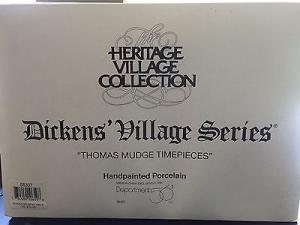 The
HERITAGE
VILLAGE
COLLECTION
Dickens' Village Series®
"THOMAS MUDGE TIMEPIECES"
Handpainted Porcelain
Department 56®